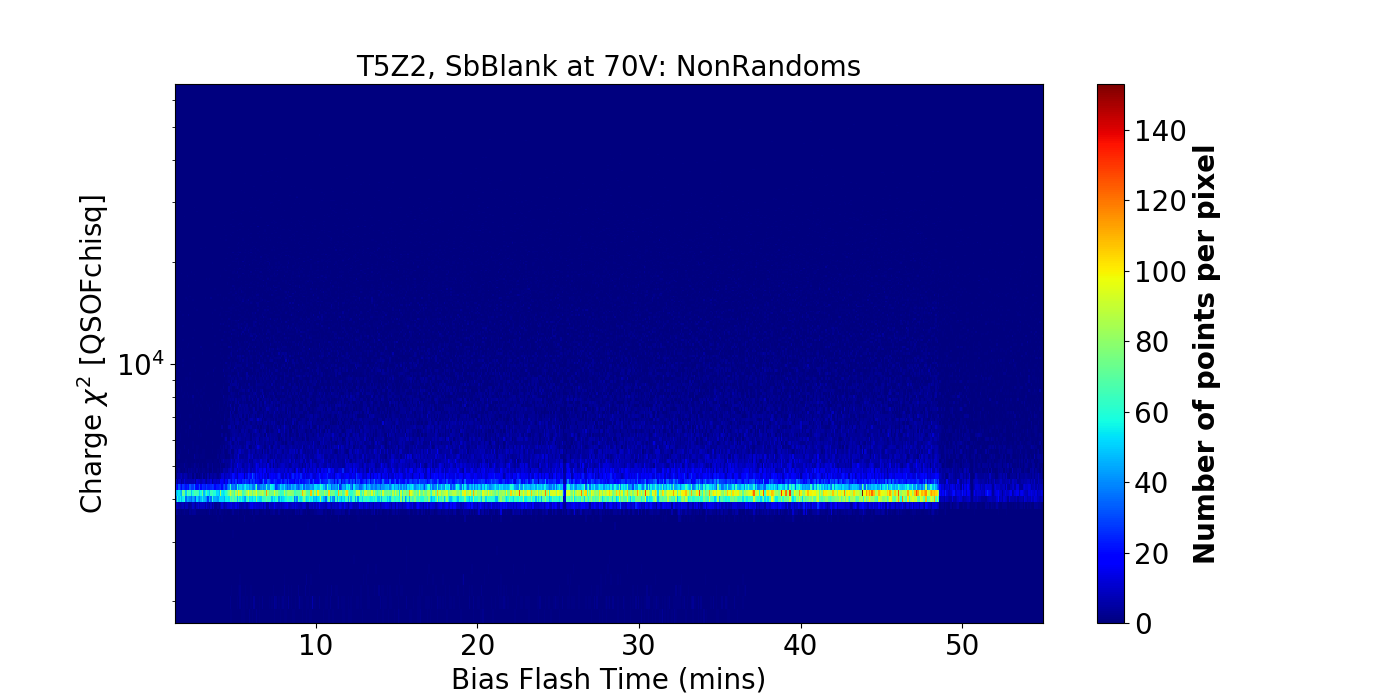 T5Z2, SbBlank at 70V: NonRandoms
Charge χ² [QSOFchisq]
10⁴
10 20 30 40 50
Bias Flash Time (mins)
140
120
100
80
60
40
20
0
Number of points per pixel